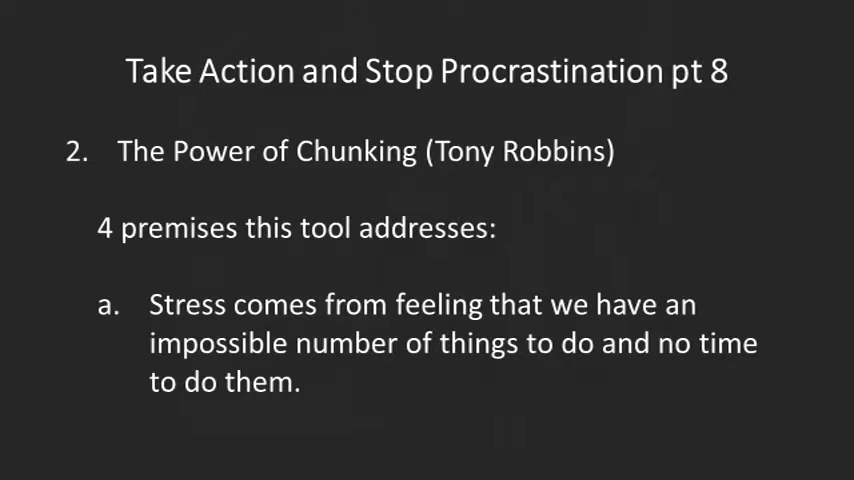 Take Action and Stop Procrastination pt 8
2. The Power of Chunking (Tony Robbins)
4 premises this tool addresses:
a. Stress comes from feeling that we have an
impossible number of things to do and no time
to do them.